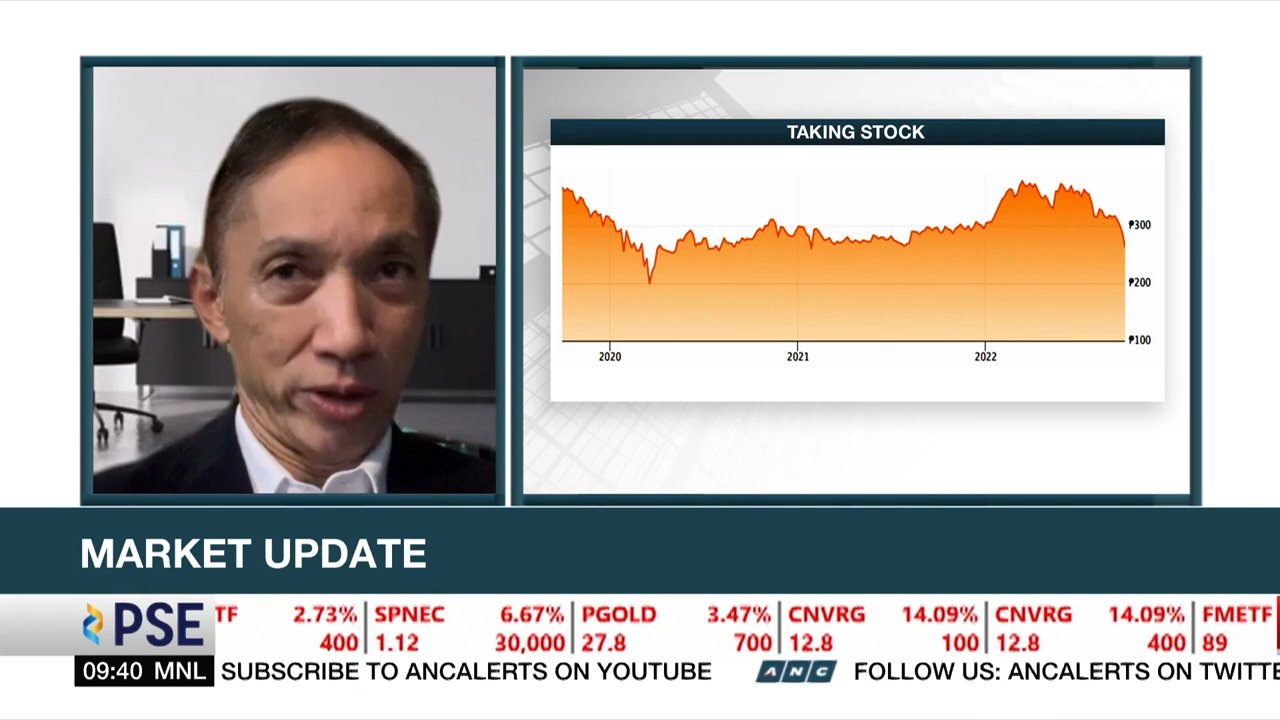 TAKING STOCK
₱300
₱200
₱100
2020 2021 2022
MARKET UPDATE
PSE
TF 2.73% SPNEC 6.67% PGOLD 3.47% CNVRG 14.09% CNVRG 14.09% FMETF
400 1.12 30,000 27.8 700 12.8 100 12.8 400 89
09:40 MNL SUBSCRIBE TO ANCALERTS ON YOUTUBE ANC FOLLOW US: ANCALERTS ON TWITTE